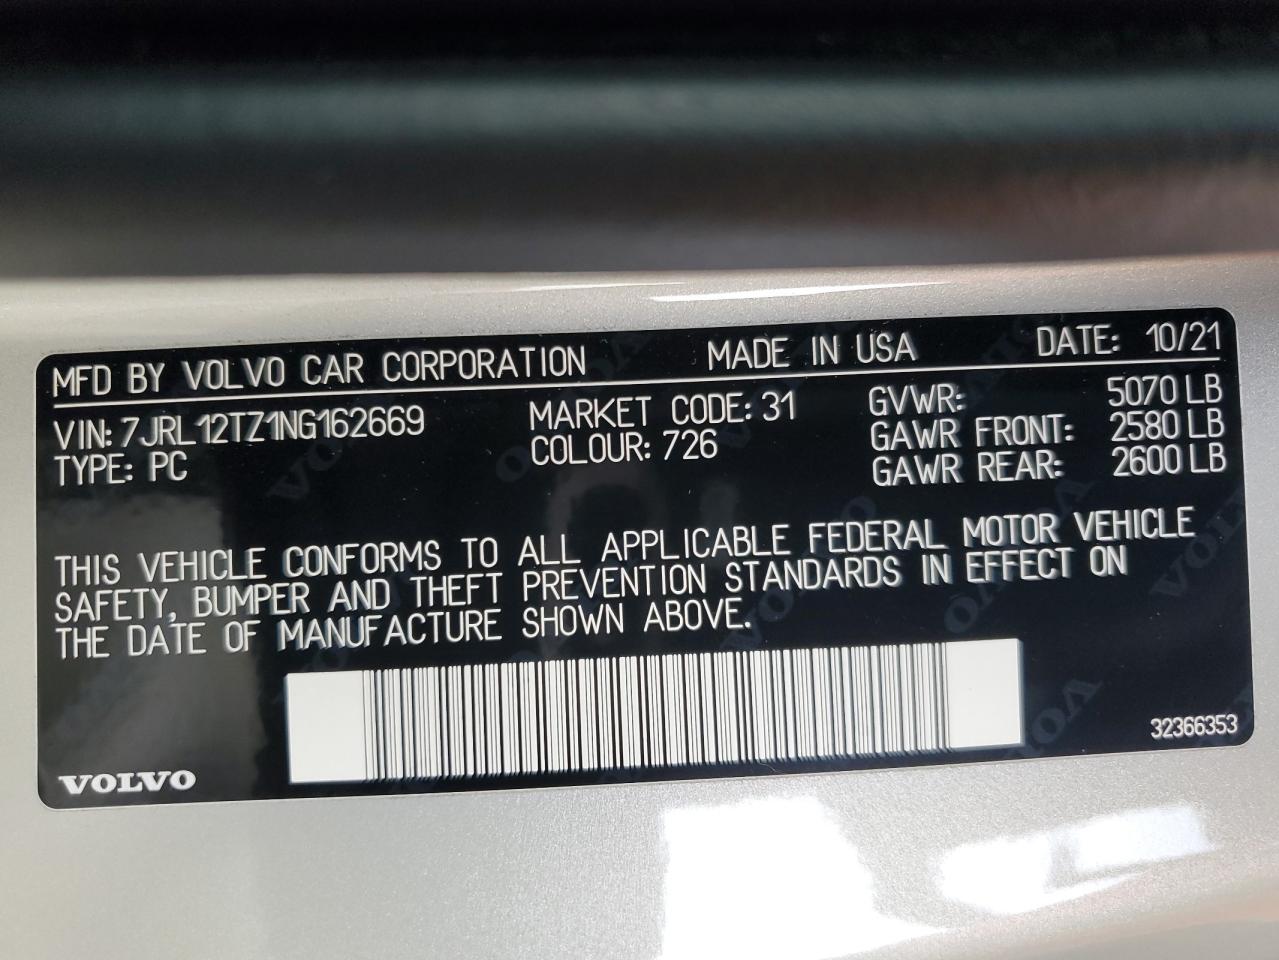 MFD BY VOLVO CAR CORPORATION MADE IN USA DATE: 10/21
VIN: 7JRL12TZ1NG162669 MARKET CODE: 31 GVWR: 5070 LB
TYPE: PC COLOUR: 726 GAWR FRONT: 2580 LB
GAWR REAR: 2600 LB
THIS VEHICLE CONFORMS TO ALL APPLICABLE FEDERAL MOTOR VEHICLE
SAFETY, BUMPER AND THEFT PREVENTION STANDARDS IN EFFECT ON
THE DATE OF MANUFACTURE SHOWN ABOVE.
32366353
VOLVO